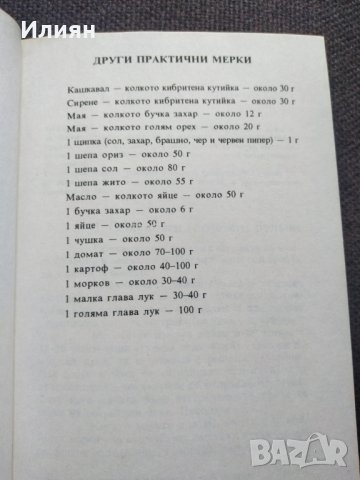 Илиян
ДРУГИ ПРАКТИЧНИ МЕРКИ
Кашкавал — колкото кибритена кутийка — около 30 г
Сирене — колкото кибритена кутийка — около 30 г
Мая — колкото бучка захар — около 12 г
Мая — колкото голям орех — около 20 г
1 щипка (сол, захар, брашно, чер и червен пипер) — 1 г
1 шепа ориз — около 50 г
1 шепа сол — около 80 г
1 шепа жито — около 55 г
Масло — колкото яйце — около 50 г
1 бучка захар — около 6 г
1 яйце — около 50 г
1 чушка — около 50 г
1 домат — около 70–100 г
1 картоф — около 40–100 г
1 морков — около 30–40 г
1 малка глава лук — 30–40 г
1 голяма глава лук — 100 г
BAZAR